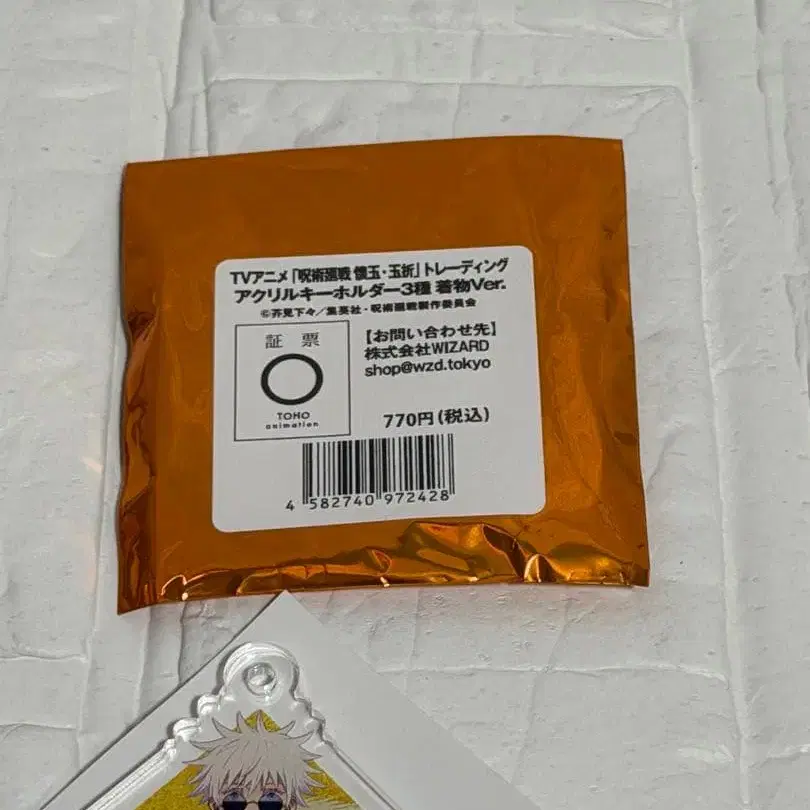 TVアニメ「呪術廻戦 懐玉・玉折」トレーディング
アクリルキーホルダー3種 着物Ver.
©芥見下々／集英社・呪術廻戦製作委員会
証 票
TOHO
animation
【お問い合わせ先】
株式会社WIZARD
shop@wzd.tokyo
770円(税込)
4 582740 972428